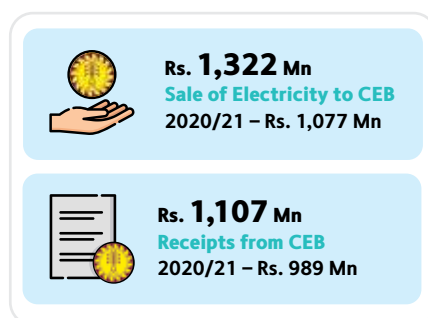 Rs. 1,322 Mn
Sale of Electricity to CEB
2020/21 – Rs. 1,077 Mn
Rs. 1,107 Mn
Receipts from CEB
2020/21 – Rs. 989 Mn